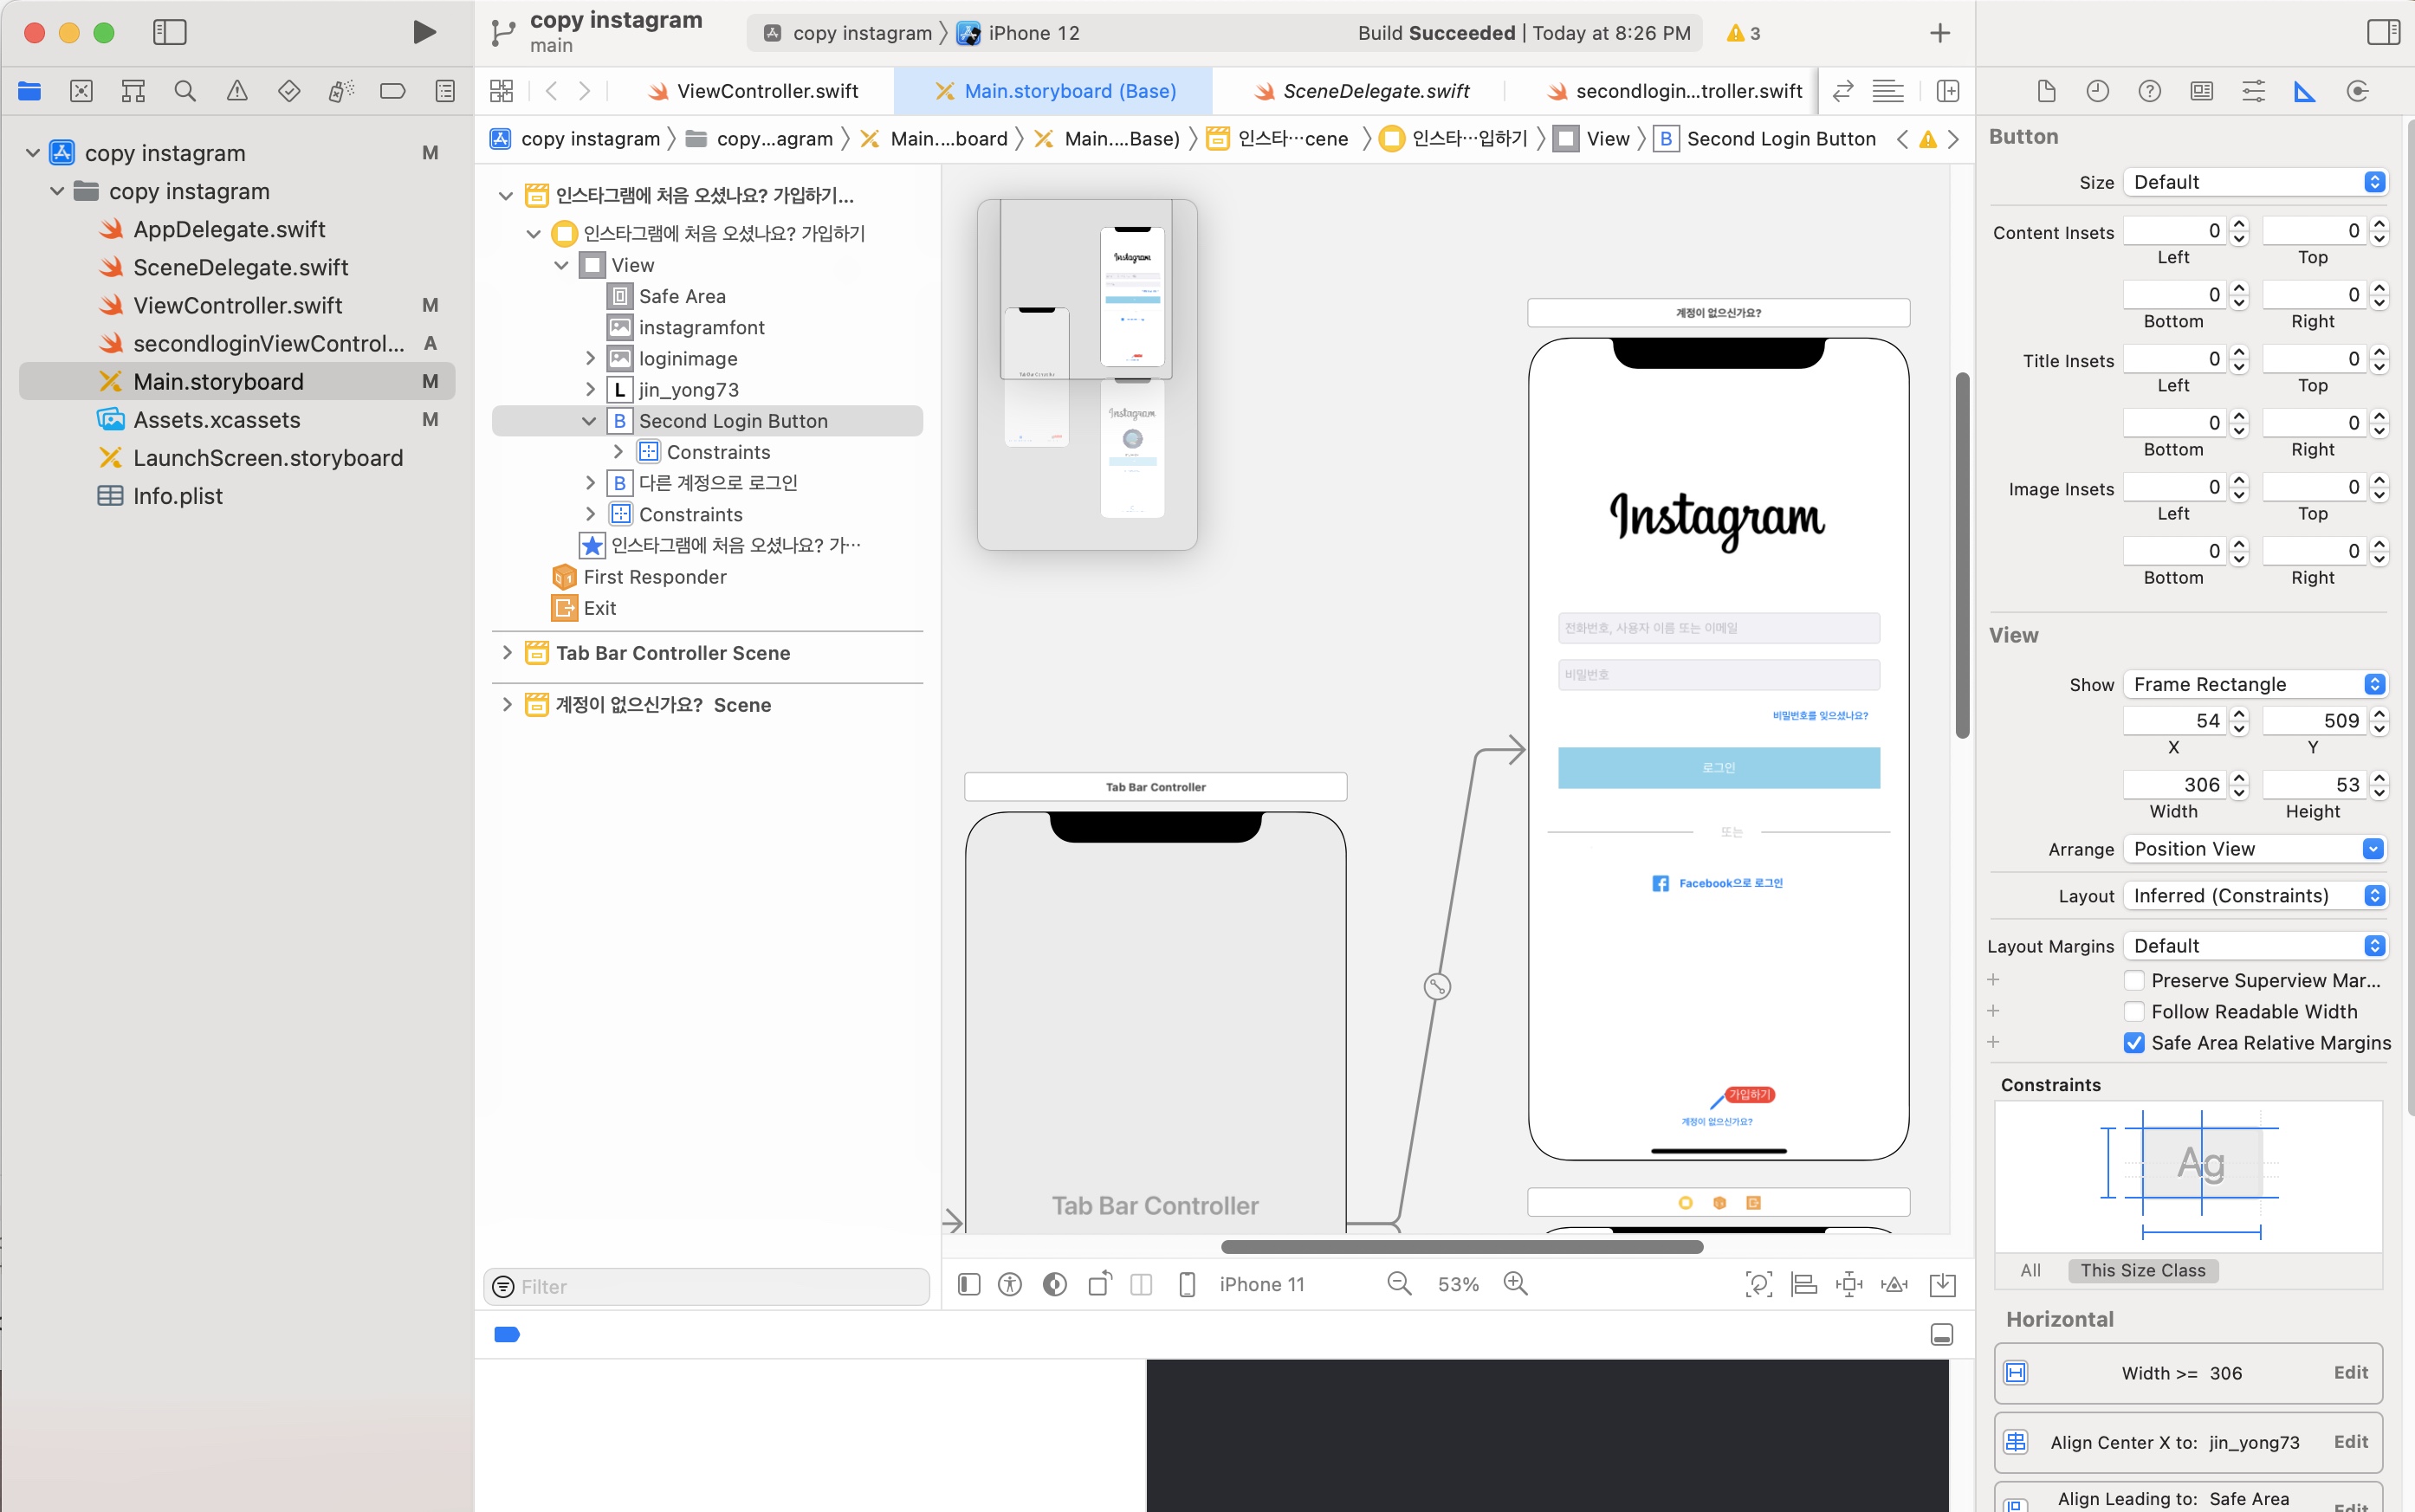 copy instagram
main
copy instagram 〉 iPhone 12
Build Succeeded | Today at 8:26 PM
3
ViewController.swift
Main.storyboard (Base)
SceneDelegate.swift
secondlogin...troller.swift
copy instagram 〉 copy...agram 〉 Main....board 〉 Main....Base) 〉 인스타…cene 〉 인스타…입하기 〉 View 〉 B Second Login Button
copy instagram M
copy instagram
AppDelegate.swift
SceneDelegate.swift
ViewController.swift M
secondloginViewControl... A
Main.storyboard M
Assets.xcassets M
LaunchScreen.storyboard
Info.plist
인스타그램에 처음 오셨나요? 가입하기...
인스타그램에 처음 오셨나요? 가입하기
View
Safe Area
instagramfont
loginimage
L jin_yong73
B Second Login Button
Constraints
B 다른 계정으로 로그인
Constraints
인스타그램에 처음 오셨나요? 가…
First Responder
Exit
Tab Bar Controller Scene
계정이 없으신가요? Scene
Filter
Instagram
Tab Bar Controller
Instagram
계정이 없으신가요?
Instagram
전화번호, 사용자 이름 또는 이메일
비밀번호
비밀번호를 잊으셨나요?
로그인
또는
Facebook으로 로그인
가입하기
계정이 없으신가요?
Tab Bar Controller
Tab Bar Controller
iPhone 11
53%
Button
Size Default
Content Insets 0 0
Left Top
0 0
Bottom Right
Title Insets 0 0
Left Top
0 0
Bottom Right
Image Insets 0 0
Left Top
0 0
Bottom Right
View
Show Frame Rectangle
54 509
X Y
306 53
Width Height
Arrange Position View
Layout Inferred (Constraints)
Layout Margins Default
Preserve Superview Mar...
Follow Readable Width
Safe Area Relative Margins
Constraints
Ag
All This Size Class
Horizontal
Width >= 306 Edit
Align Center X to: jin_yong73 Edit
Align Leading to: Safe Area Edit